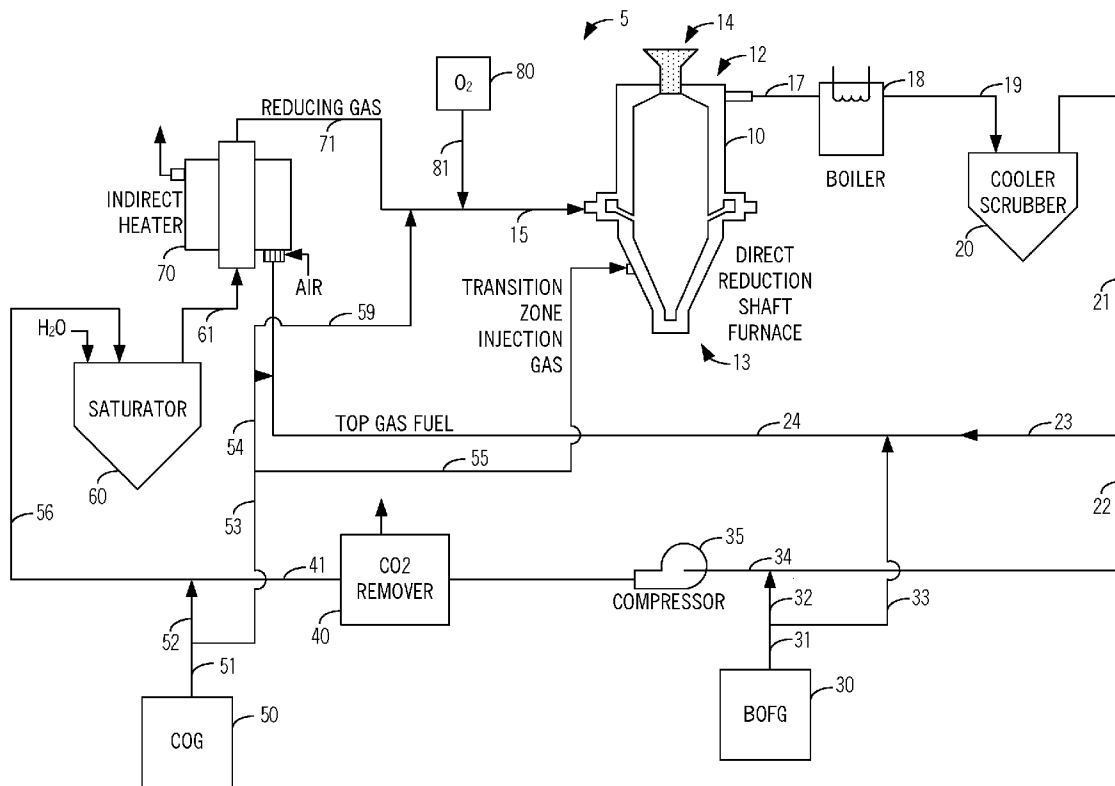 5
14
12
80
O₂
17
18
19
REDUCING GAS
71
10
81
BOILER
COOLER
SCRUBBER
INDIRECT
HEATER
15
20
70
AIR
TRANSITION
ZONE
INJECTION
GAS
DIRECT
REDUCTION
SHAFT
FURNACE
21
61
59
H₂O
13
SATURATOR
TOP GAS FUEL
24
23
54
55
60
53
22
56
35
34
41
CO2
REMOVER
COMPRESSOR
32
33
52
40
31
51
50
30
COG
BOFG